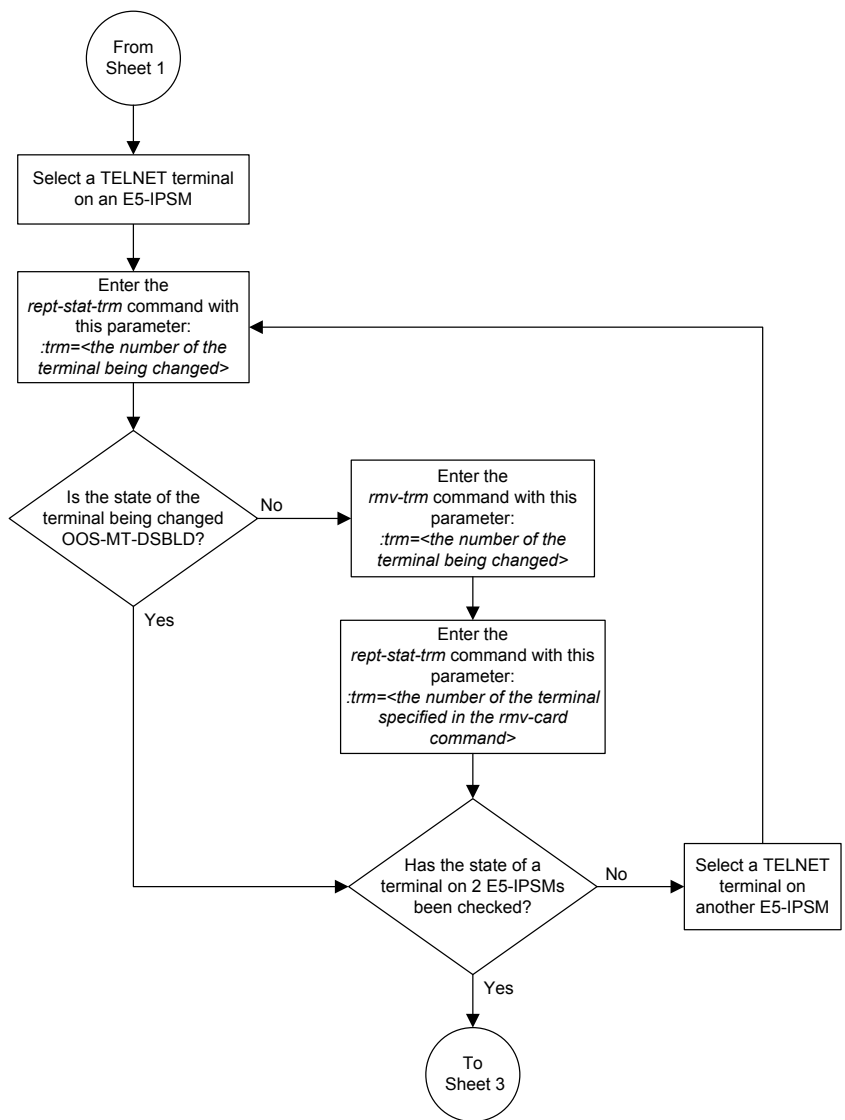 From
Sheet 1
Select a TELNET terminal
on an E5-IPSM
Enter the
rept-stat-trm command with
this parameter:
:trm=<the number of the
terminal being changed>
Is the state of the
terminal being changed
OOS-MT-DSBLD?
No
Yes
Enter the
rmv-trm command with this
parameter:
:trm=<the number of the
terminal being changed>
Enter the
rept-stat-trm command with this
parameter:
:trm=<the number of the terminal
specified in the rmv-card
command>
Has the state of a
terminal on 2 E5-IPSMs
been checked?
No
Select a TELNET
terminal on
another E5-IPSM
Yes
To
Sheet 3